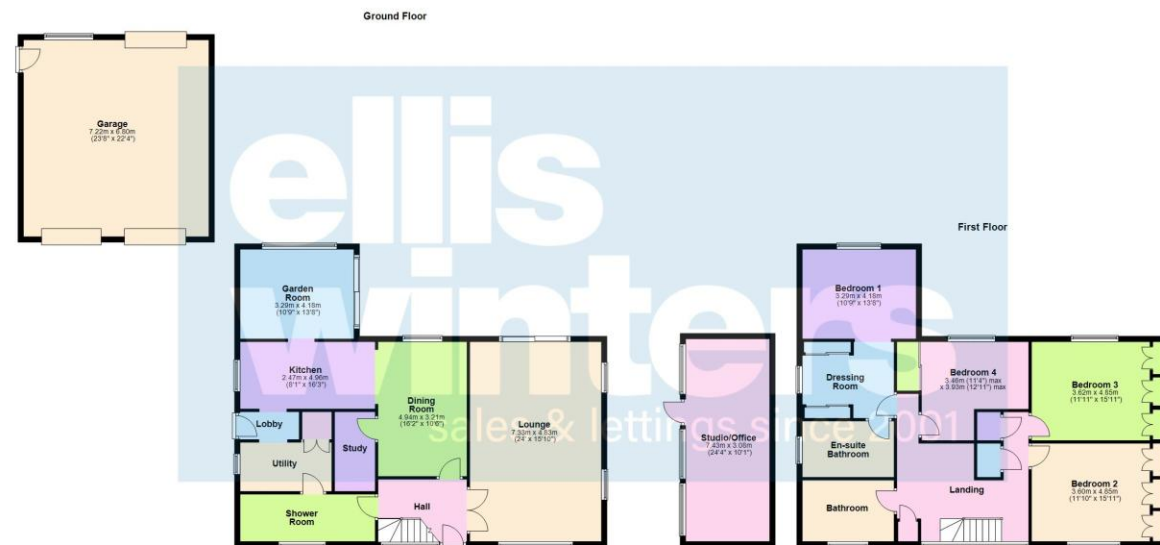 Ground Floor
Garage
7.22m x 6.80m
(23'8" x 22'4")
ellis
winters
sales & lettings since 2001
First Floor
Garden
Room
3.29m x 4.18m
(10'9" x 13'8")
Kitchen
2.47m x 4.96m
(8'1" x 16'3")
Dining
Room
4.94m x 3.21m
(16'2" x 10'6")
Lounge
7.33m x 4.83m
(24' x 15'10")
Lobby
Utility
Study
Shower
Room
Hall
Studio/Office
7.43m x 3.08m
(24'4" x 10'1")
Bedroom 1
3.29m x 4.18m
(10'9" x 13'8")
Dressing
Room
Bedroom 4
3.46m (11'4") max
x 3.93m (12'11") max
Bedroom 3
3.62m x 4.85m
(11'11" x 15'11")
En-suite
Bathroom
Landing
Bathroom
Bedroom 2
3.60m x 4.85m
(11'10" x 15'11")